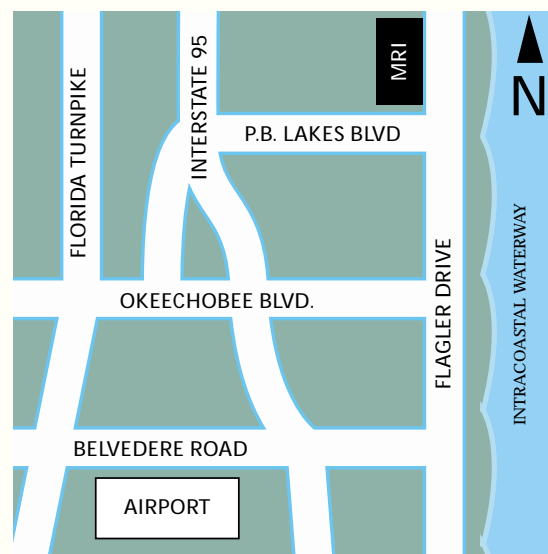 MRI
N
INTERSTATE 95
P.B. LAKES BLVD
FLORIDA TURNPIKE
INTRACOASTAL WATERWAY
FLAGLER DRIVE
OKEECHOBEE BLVD.
BELVEDERE ROAD
AIRPORT